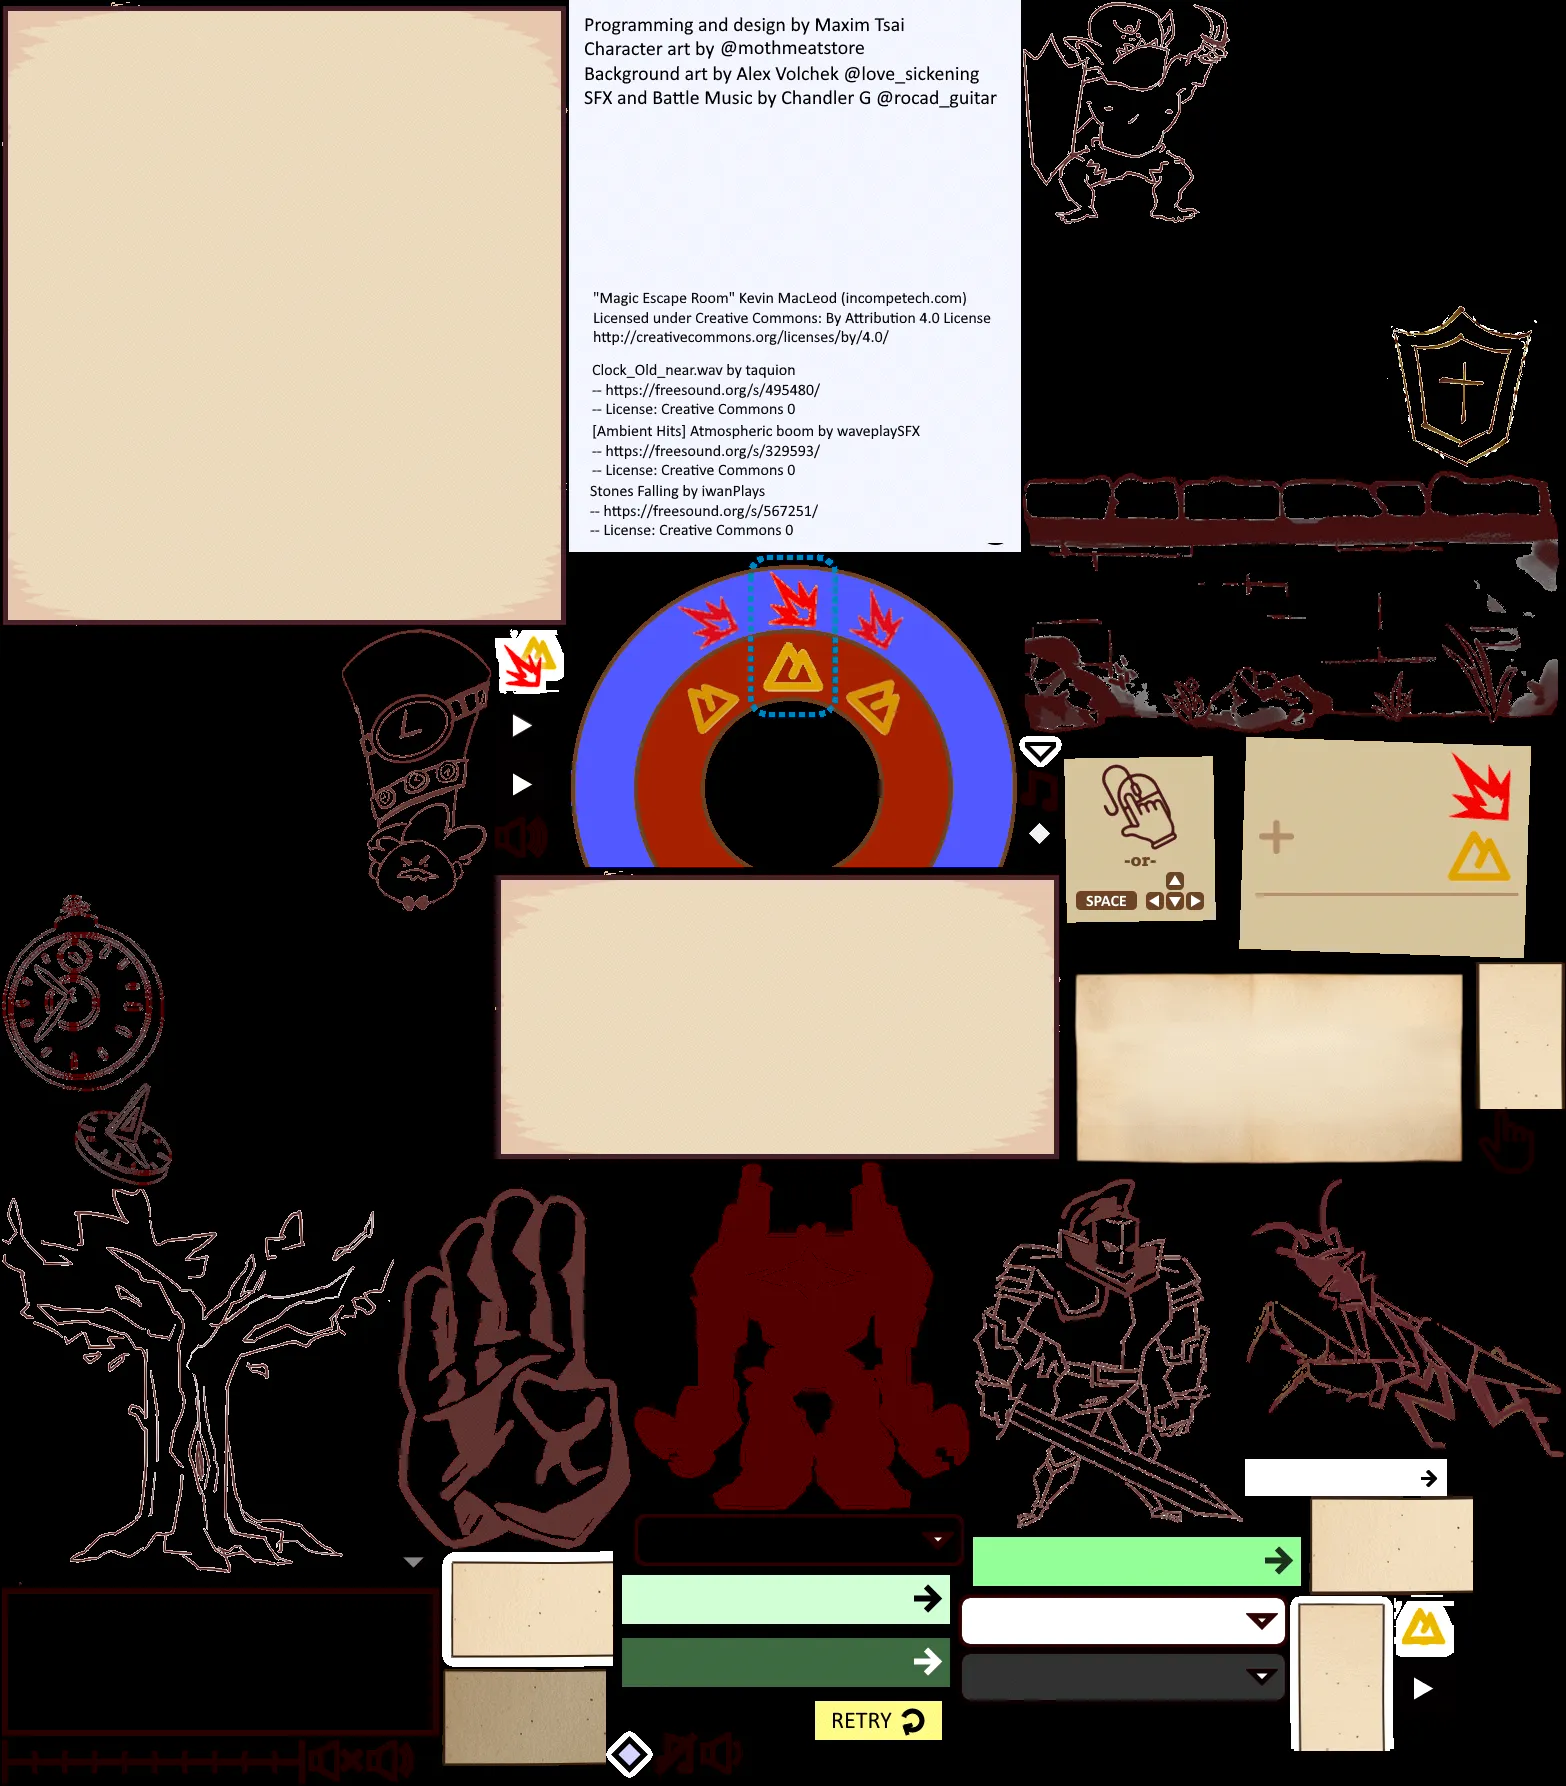 Programming and design by Maxim Tsai
Character art by @mothmeatstore
Background art by Alex Volchek @love_sickening
SFX and Battle Music by Chandler G @rocad_guitar
"Magic Escape Room" Kevin MacLeod (incompetech.com)
Licensed under Creative Commons: By Attribution 4.0 License
http://creativecommons.org/licenses/by/4.0/
Clock_Old_near.wav by taquion
-- https://freesound.org/s/495480/
-- License: Creative Commons 0
[Ambient Hits] Atmospheric boom by waveplaySFX
-- https://freesound.org/s/329593/
-- License: Creative Commons 0
Stones Falling by iwanPlays
-- https://freesound.org/s/567251/
-- License: Creative Commons 0
-or-
SPACE
RETRY